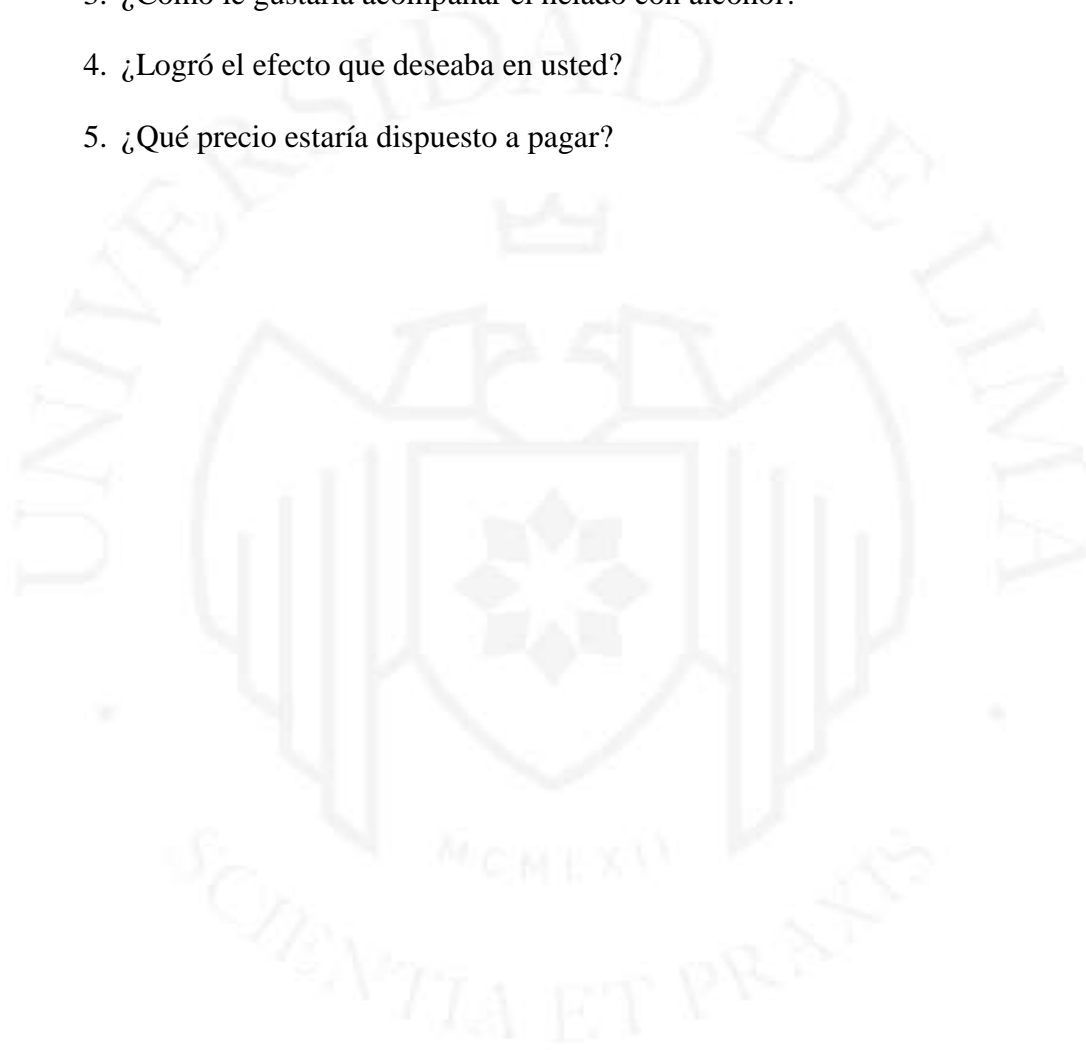 3. ¿Cómo le gustaría acompañar el helado con alcohol?
4. ¿Logró el efecto que deseaba en usted?
5. ¿Qué precio estaría dispuesto a pagar?
UNIVERSIDAD DE LIMA
MCMLXII
SCIENTIA ET PRAXIS